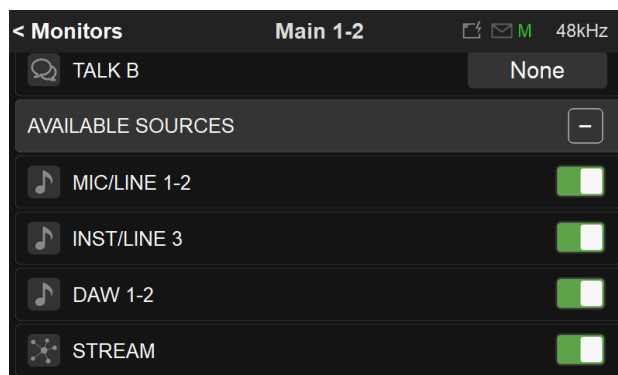 < Monitors Main 1-2 M 48kHz
TALK B None
AVAILABLE SOURCES
MIC/LINE 1-2
INST/LINE 3
DAW 1-2
STREAM